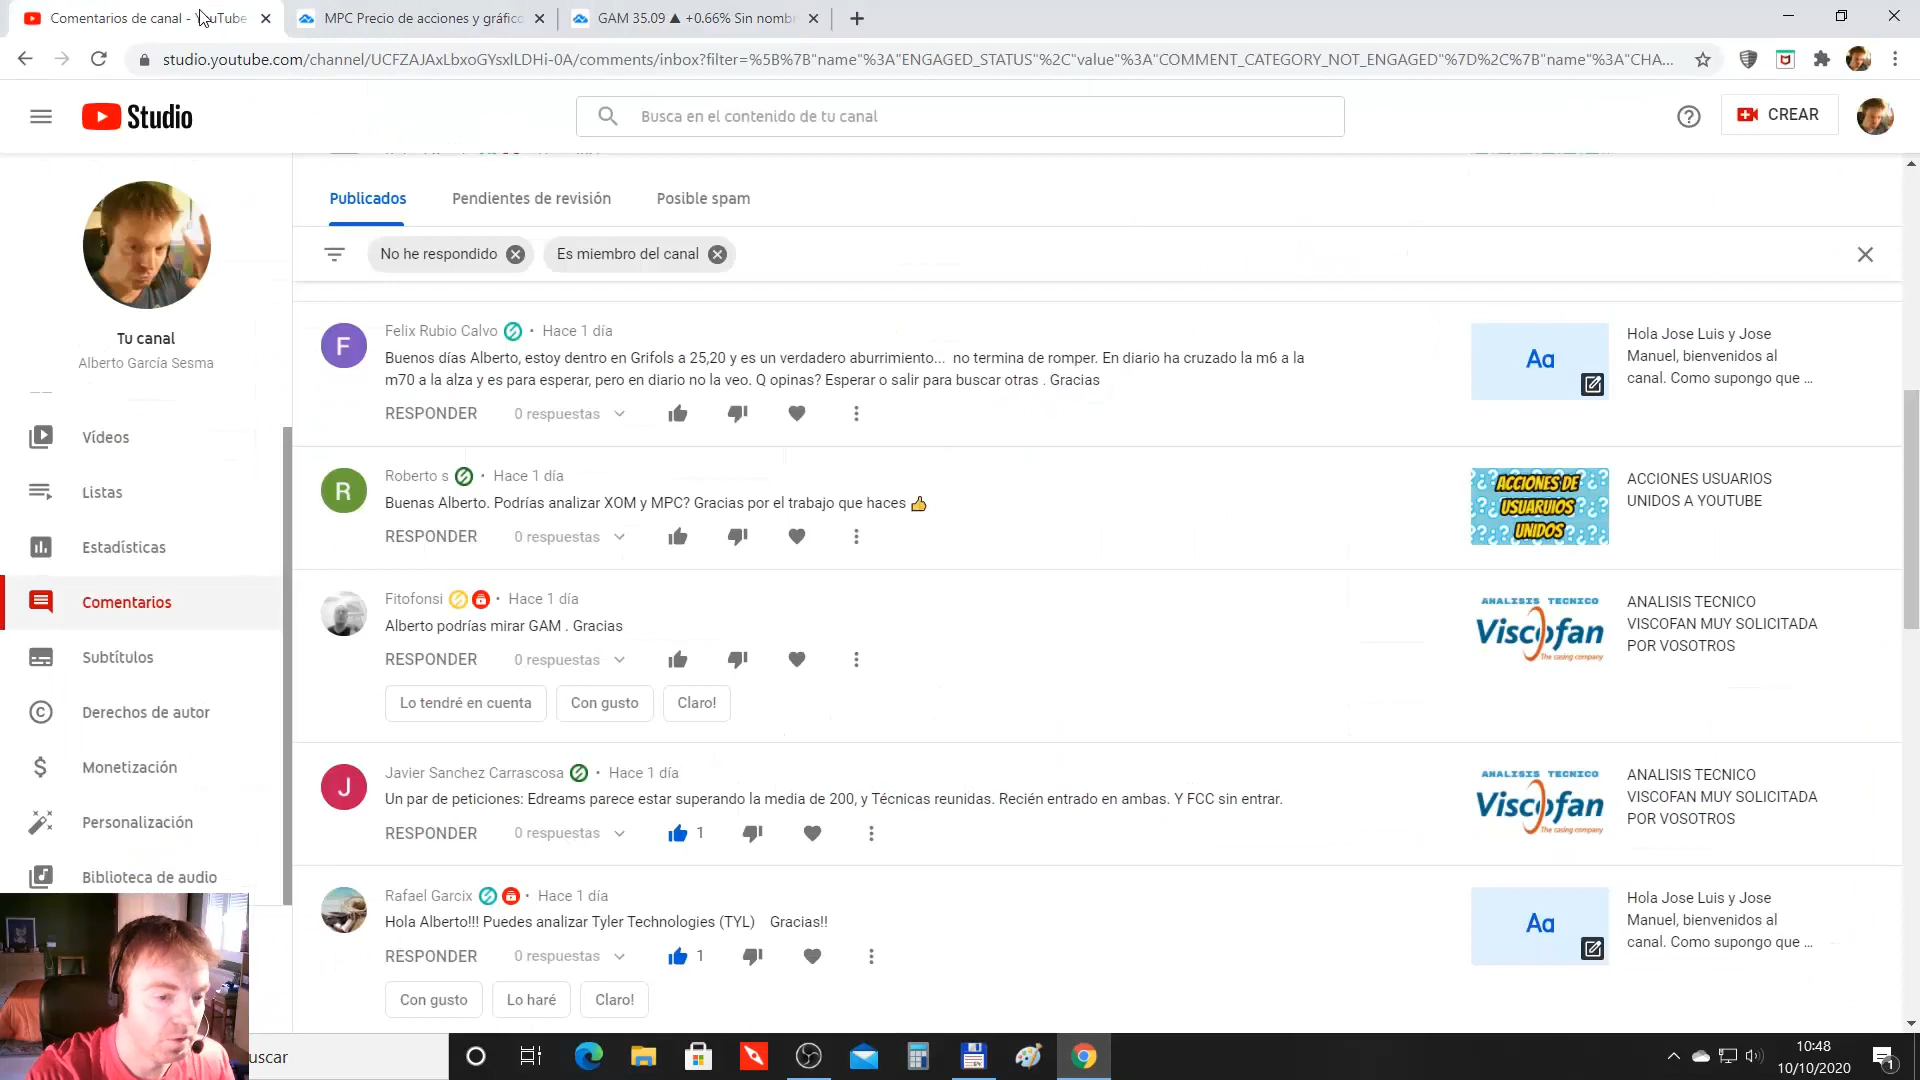 Comentarios de canal - YouTube
MPC Precio de acciones y gráfico
GAM 35.09 ▲ +0.66% Sin nomb
studio.youtube.com/channel/UCFZAJAxLbxoGYsxlLDHi-0A/comments/inbox?filter=%5B%7B"name"%3A"ENGAGED_STATUS"%2C"value"%3A"COMMENT_CATEGORY_NOT_ENGAGED"%7D%2C%7B"name"%3A"CHA...
Studio
Busca en el contenido de tu canal
CREAR
Tu canal
Alberto García Sesma
Vídeos
Listas
Estadísticas
Comentarios
Subtítulos
Derechos de autor
Monetización
Personalización
Biblioteca de audio
Publicados
Pendientes de revisión
Posible spam
No he respondido
Es miembro del canal
F
Felix Rubio Calvo • Hace 1 día
Buenos días Alberto, estoy dentro en Grifols a 25,20 y es un verdadero aburrimiento... no termina de romper. En diario ha cruzado la m6 a la
m70 a la alza y es para esperar, pero en diario no la veo. Q opinas? Esperar o salir para buscar otras . Gracias
RESPONDER 0 respuestas
Aa
Hola Jose Luis y Jose
Manuel, bienvenidos al
canal. Como supongo que ...
R
Roberto s • Hace 1 día
Buenas Alberto. Podrías analizar XOM y MPC? Gracias por el trabajo que haces 👍
RESPONDER 0 respuestas
ACCIONES DE
USUARUIOS
UNIDOS
ACCIONES USUARIOS
UNIDOS A YOUTUBE
Fitofonsi • Hace 1 día
Alberto podrías mirar GAM . Gracias
RESPONDER 0 respuestas
Lo tendré en cuenta
Con gusto
Claro!
ANALISIS TECNICO
Viscofan
The casing company
ANALISIS TECNICO
VISCOFAN MUY SOLICITADA
POR VOSOTROS
J
Javier Sanchez Carrascosa • Hace 1 día
Un par de peticiones: Edreams parece estar superando la media de 200, y Técnicas reunidas. Recién entrado en ambas. Y FCC sin entrar.
RESPONDER 0 respuestas 1
ANALISIS TECNICO
Viscofan
The casing company
ANALISIS TECNICO
VISCOFAN MUY SOLICITADA
POR VOSOTROS
Rafael Garcix • Hace 1 día
Hola Alberto!!! Puedes analizar Tyler Technologies (TYL) Gracias!!
RESPONDER 0 respuestas 1
Con gusto
Lo haré
Claro!
Aa
Hola Jose Luis y Jose
Manuel, bienvenidos al
canal. Como supongo que ...
uscar
10:48
10/10/2020
1